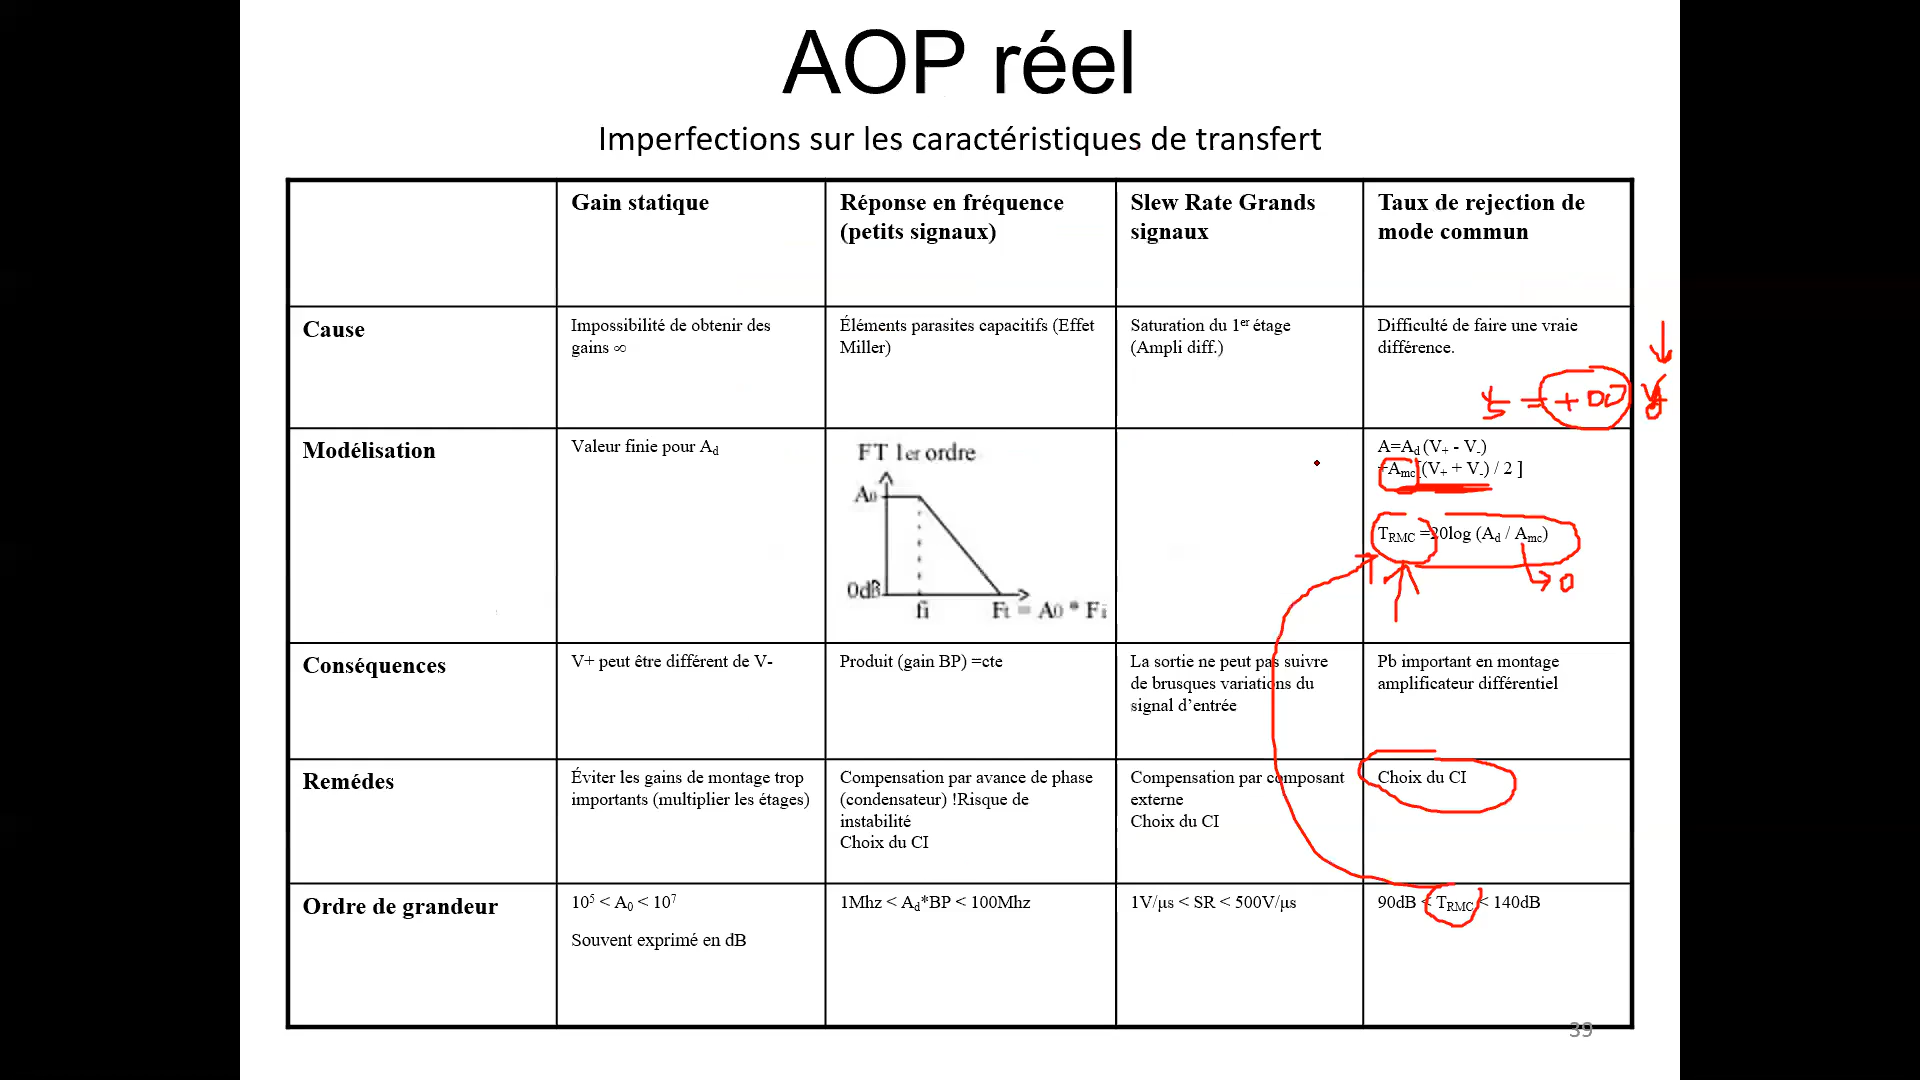 AOP réel
Imperfections sur les caractéristiques de transfert
Gain statique
Réponse en fréquence
(petits signaux)
Slew Rate Grands
signaux
Taux de rejection de
mode commun
Cause
Impossibilité de obtenir des
gains ∞
Éléments parasites capacitifs (Effet
Miller)
Saturation du 1er étage
(Ampli diff.)
Difficulté de faire une vraie
différence.
Modélisation
Valeur finie pour Ad
FT 1er ordre
A0
0dB
fi
Ft = A0 * Fi
A=Ad (V+ - V-)
+Amc[(V+ + V-) / 2 ]
TRMC =20log (Ad / Amc)
0
Conséquences
V+ peut être différent de V-
Produit (gain BP) =cte
La sortie ne peut pas suivre
de brusques variations du
signal d’entrée
Pb important en montage
amplificateur différentiel
Remédes
Éviter les gains de montage trop
importants (multiplier les étages)
Compensation par avance de phase
(condensateur) !Risque de
instabilité
Choix du CI
Compensation par composant
externe
Choix du CI
Choix du CI
Ordre de grandeur
10⁵ < A0 < 10⁷
Souvent exprimé en dB
1Mhz < Ad*BP < 100Mhz
1V/µs < SR < 500V/µs
90dB < TRMC < 140dB
39